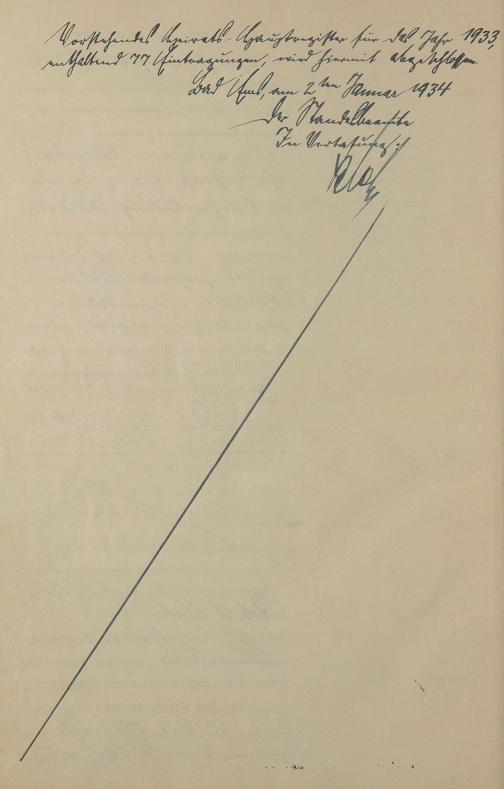 Vorstehendes Heirats-Hauptregister für das Jahr 1933,
enthaltend 77 Eintragungen, wird hiermit abgeschlossen.
Bad Ems, am 2ten Januar 1934
Der Standesbeamte
In Vertretung: